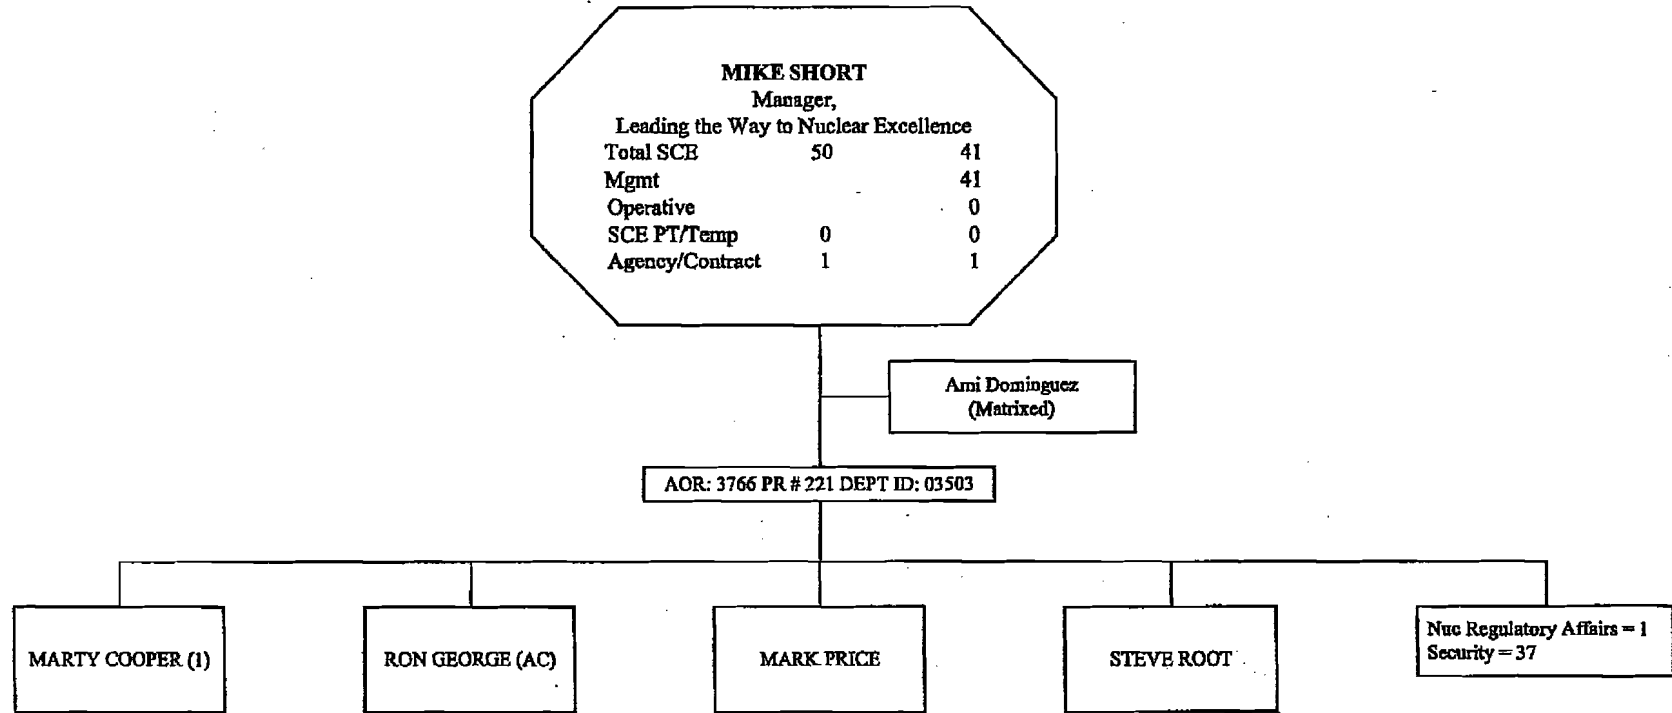 MIKE SHORT
Manager,
Leading the Way to Nuclear Excellence
Total SCE 50 41
Mgmt 41
Operative 0
SCE PT/Temp 0 0
Agency/Contract 1 1
Ami Dominguez
(Matrixed)
AOR: 3766 PR # 221 DEPT ID: 03503
MARTY COOPER (1)
RON GEORGE (AC)
MARK PRICE
STEVE ROOT
Nuc Regulatory Affairs = 1
Security = 37